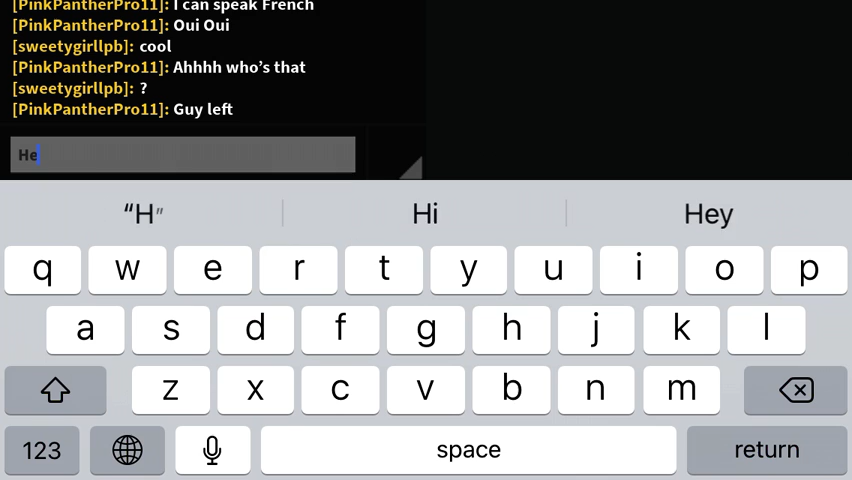 [PinkPantherPro11]: I can speak French
[PinkPantherPro11]: Oui Oui
[sweetygirllpb]: cool
[PinkPantherPro11]: Ahhhh who's that
[sweetygirllpb]: ?
[PinkPantherPro11]: Guy left
He
“H” Hi Hey
q w e r t y u i o p
a s d f g h j k l
z x c v b n m
123 space return